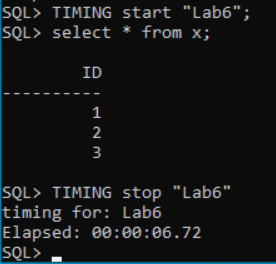 SQL> TIMING start "Lab6";
SQL> select * from x;
ID
----------
1
2
3
SQL> TIMING stop "Lab6"
timing for: Lab6
Elapsed: 00:00:06.72
SQL>